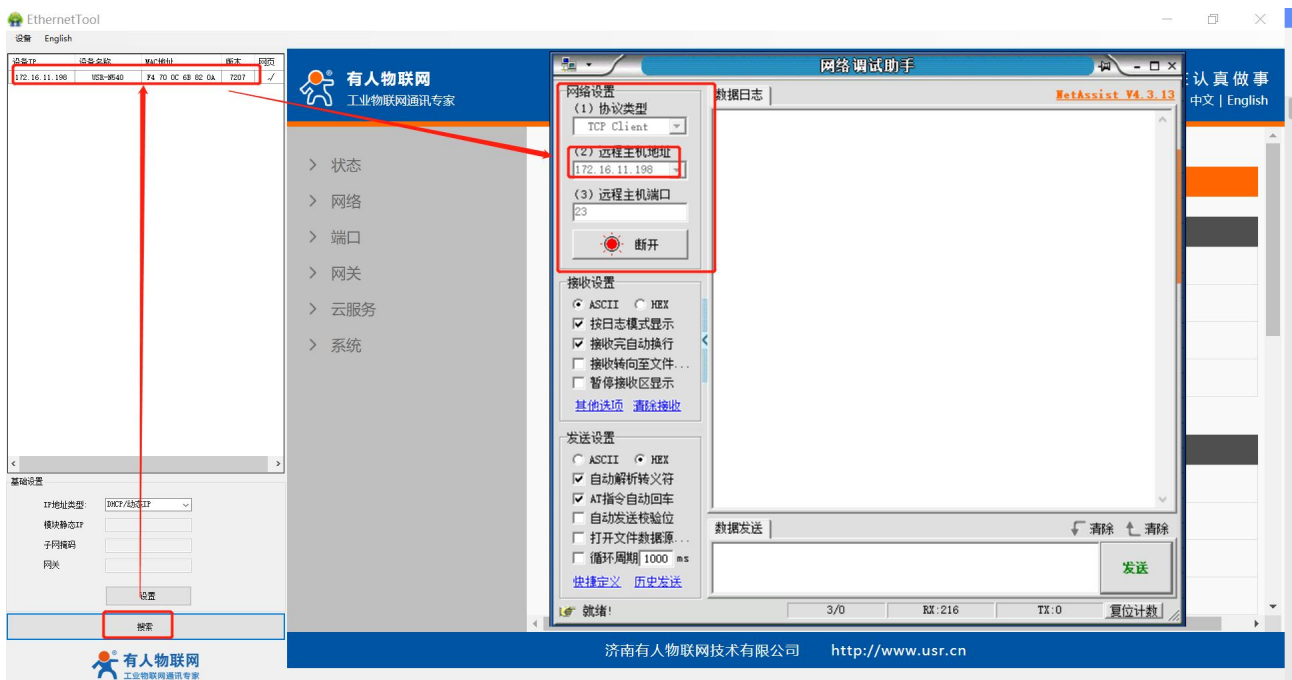 EthernetTool
设备 English
设备IP 设备名称 MAC地址 版本 网页
172.16.11.198 USR-N540 F4 70 0C 6B 82 0A 7207 √
基础设置
IP地址类型: DHCP/动态IP
模块静态IP
子网掩码
网关
设置
搜索
有人物联网
工业物联网通讯专家
有人物联网
工业物联网通讯专家
认真做事
中文 | English
状态
网络
端口
网关
云服务
系统
网络调试助手
网络设置
(1) 协议类型
TCP Client
(2) 远程主机地址
172.16.11.198
(3) 远程主机端口
23
断开
接收设置
ASCII HEX
按日志模式显示
接收完自动换行
接收转向至文件...
暂停接收区显示
其他选项 清除接收
发送设置
ASCII HEX
自动解析转义符
AT指令自动回车
自动发送校验位
打开文件数据源...
循环周期 1000 ms
快捷定义 历史发送
数据日志
NetAssist V4.3.13
数据发送
清除 清除
发送
就绪!
3/0 RX:216 TX:0 复位计数
济南有人物联网技术有限公司 http://www.usr.cn